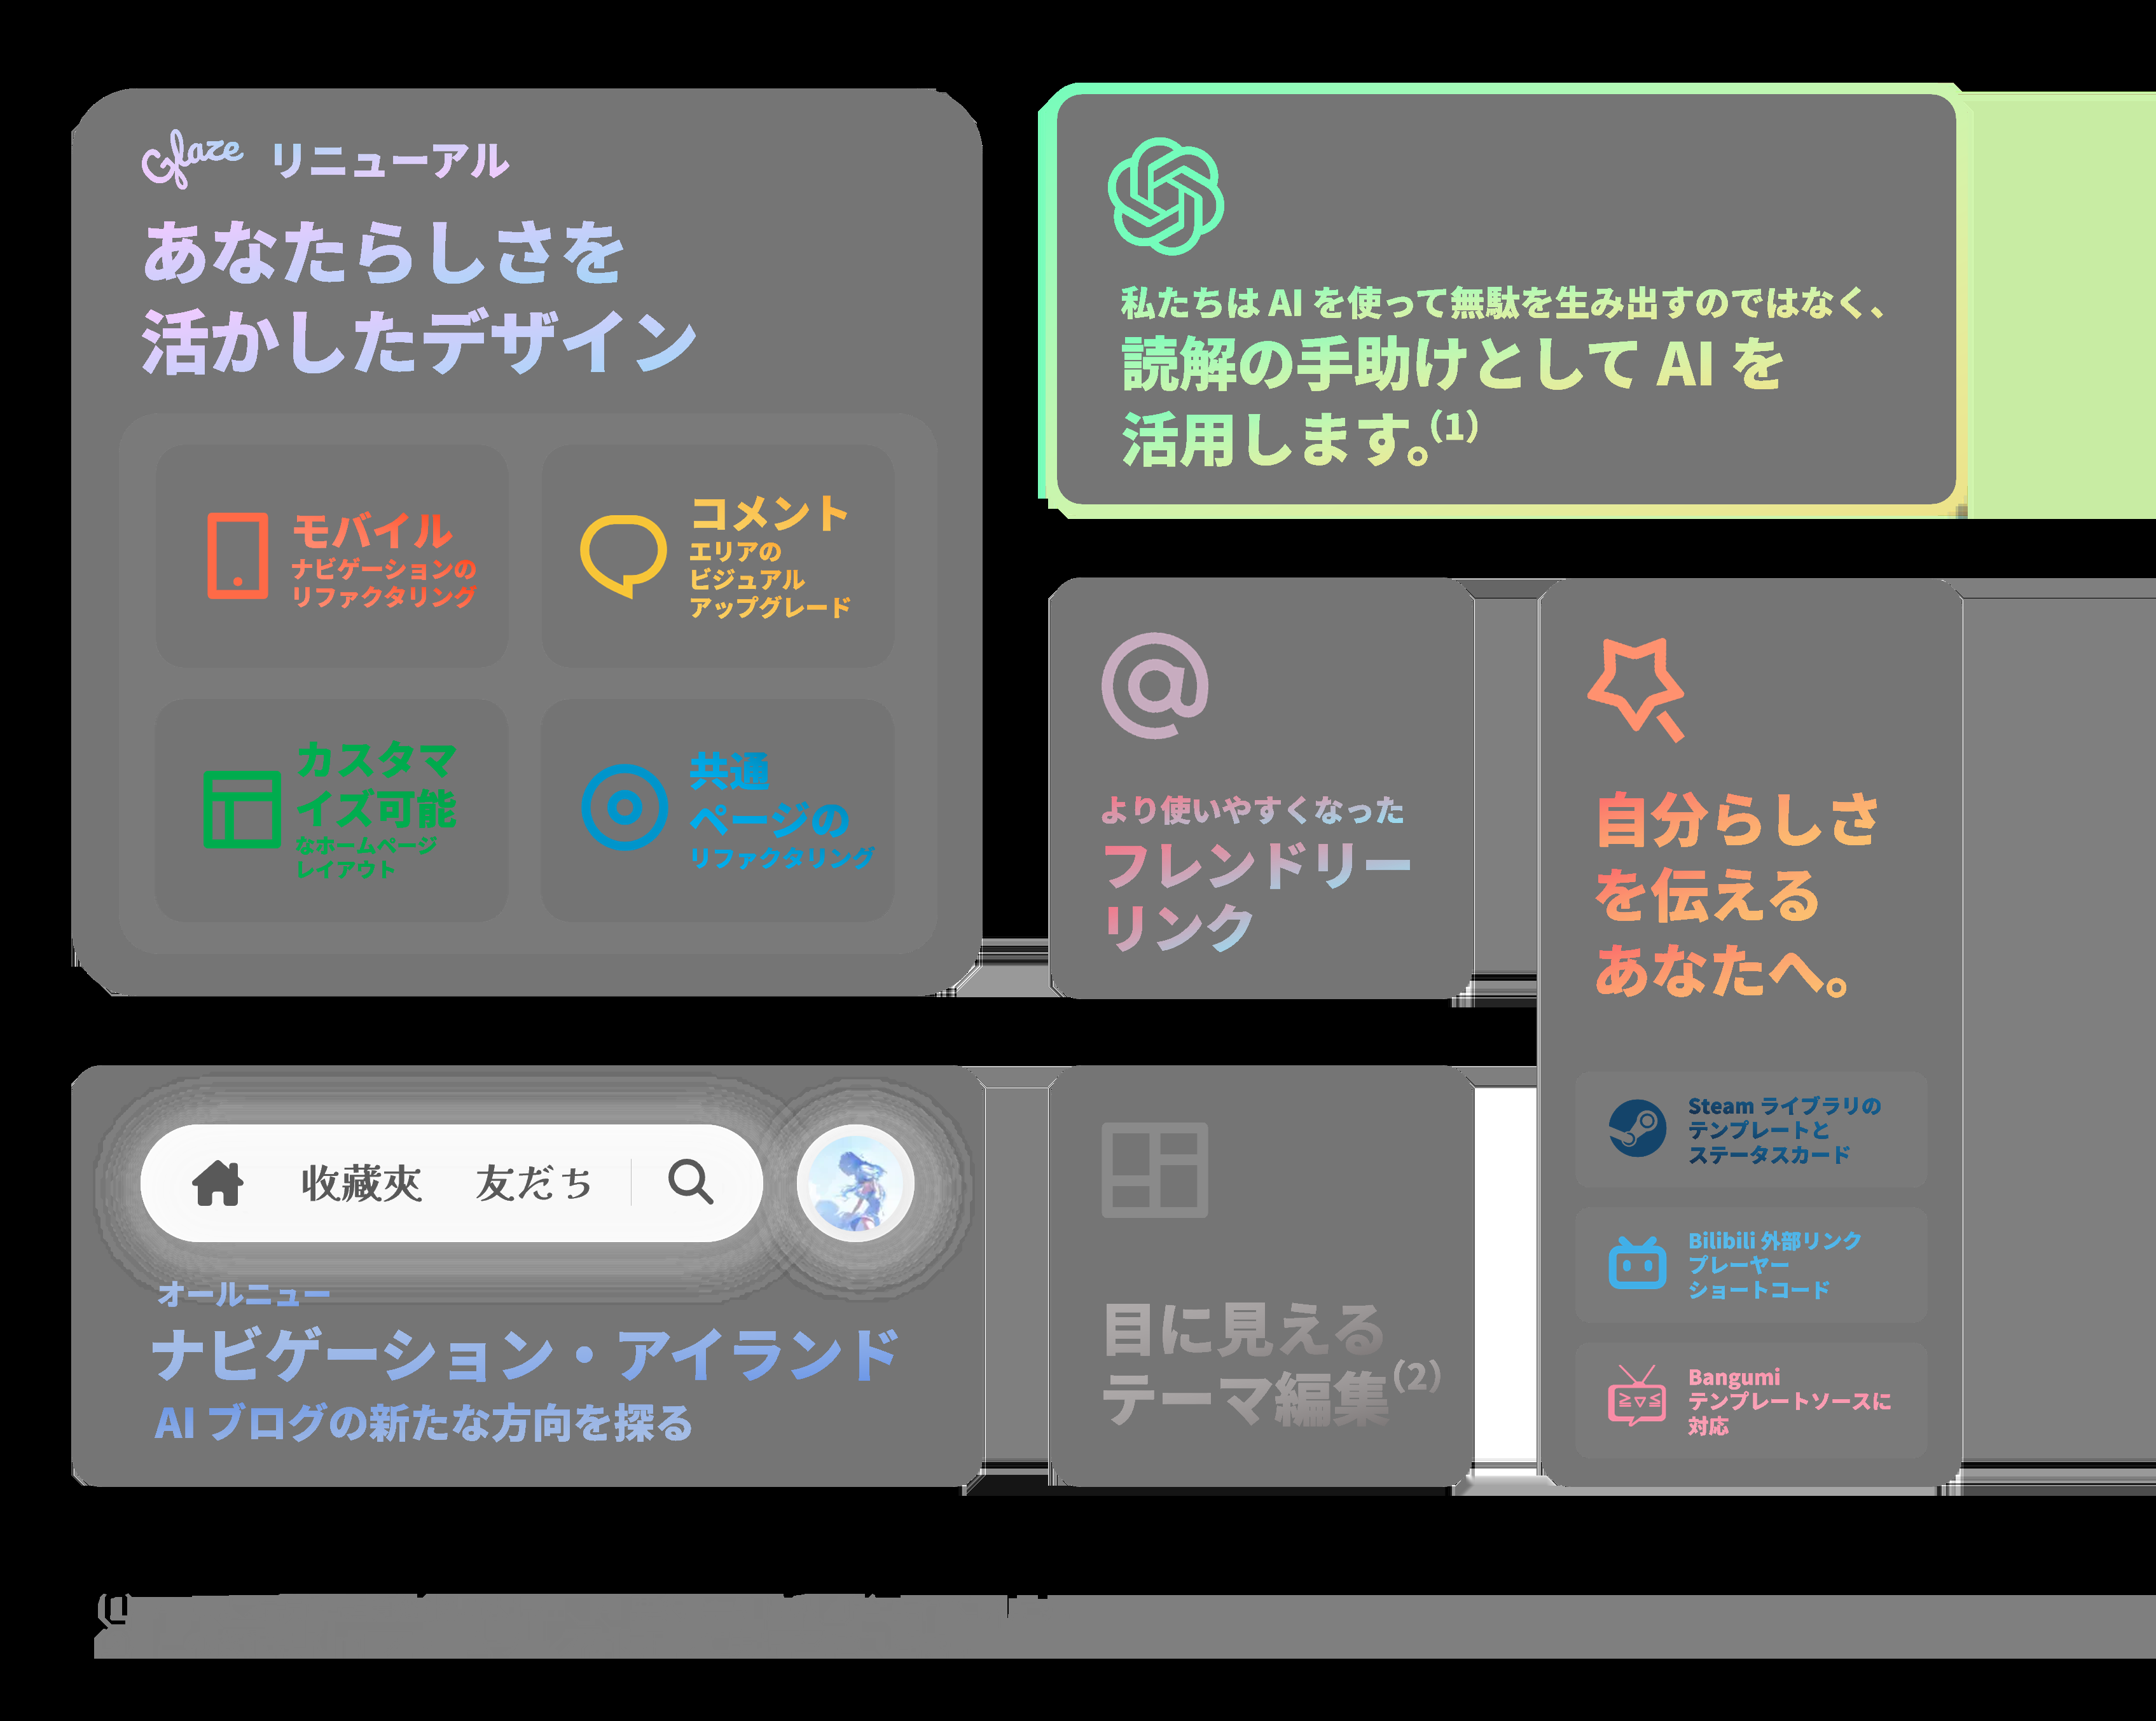 Glaze リニューアル
あなたらしさを
活かしたデザイン
モバイル
ナビゲーションの
リファクタリング
コメント
エリアの
ビジュアル
アップグレード
カスタマ
イズ可能
なホームページ
レイアウト
共通
ページの
リファクタリング
私たちは AI を使って無駄を生み出すのではなく、
読解の手助けとして AI を
活用します。(1)
より使いやすくなった
フレンドリー
リンク
自分らしさ
を伝える
あなたへ。
Steam ライブラリの
テンプレートと
ステータスカード
Bilibili 外部リンク
プレーヤー
ショートコード
Bangumi
テンプレートソースに
対応
收藏夾 友だち
オールニュー
ナビゲーション・アイランド
AI ブログの新たな方向を探る
目に見える
テーマ編集(2)